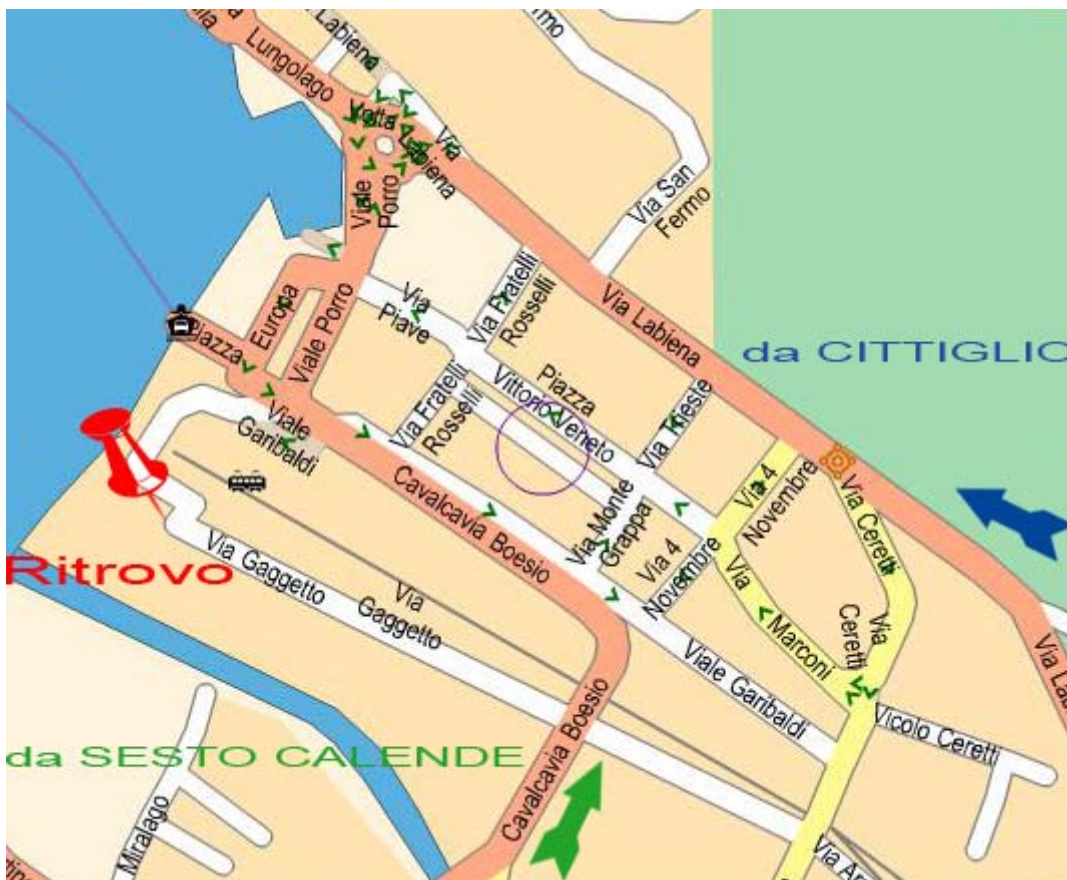 Labiena
Lungolago
Volta
Via
Labiena
Viale
Porro
Fermo
Via San
Fermo
Via Fratelli
Rosselli
Via
Piave
Via Labiena
da CITTIGLIO
Europa
Piazza
Viale Porro
Viale
Garibaldi
Via Fratelli
Rosselli
Vittorio Veneto
Piazza
Via Trieste
Cavalcavia Boesio
Via Monte
Grappa
Via 4
Novembre
Via 4
Novembre
Via Ceretti
Via
Marconi
Via
Ceretti
Ritrovo
Via Gaggetto
Via
Gaggetto
Viale Garibaldi
Vicolo Ceretti
da SESTO CALENDE
Cavalcavia Boesio
Miralago